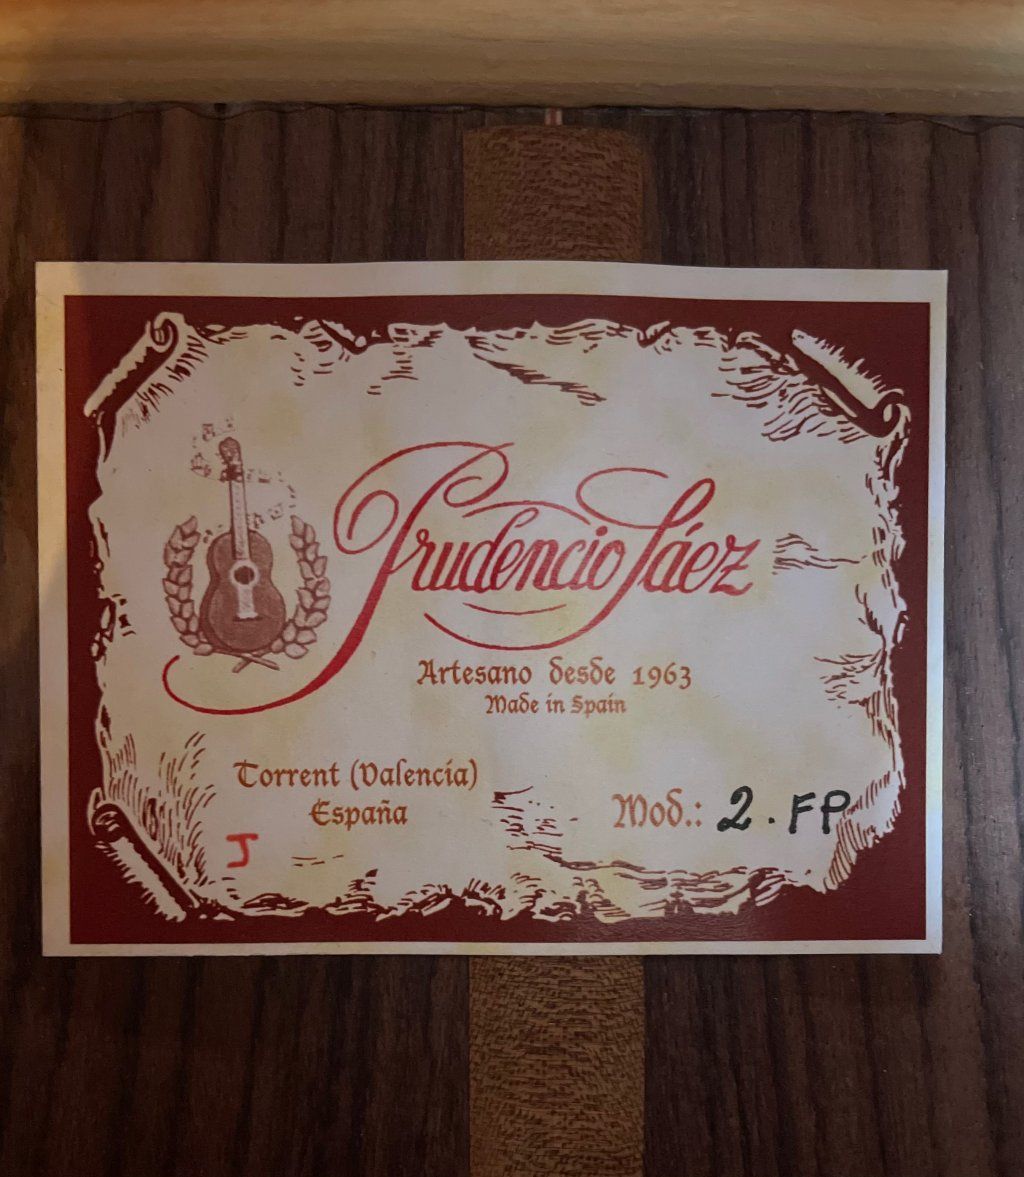 Prudencio Sáez
Artesano desde 1963
Made in Spain
Torrent (Valencia)
España
Mod.: 2.FP
J